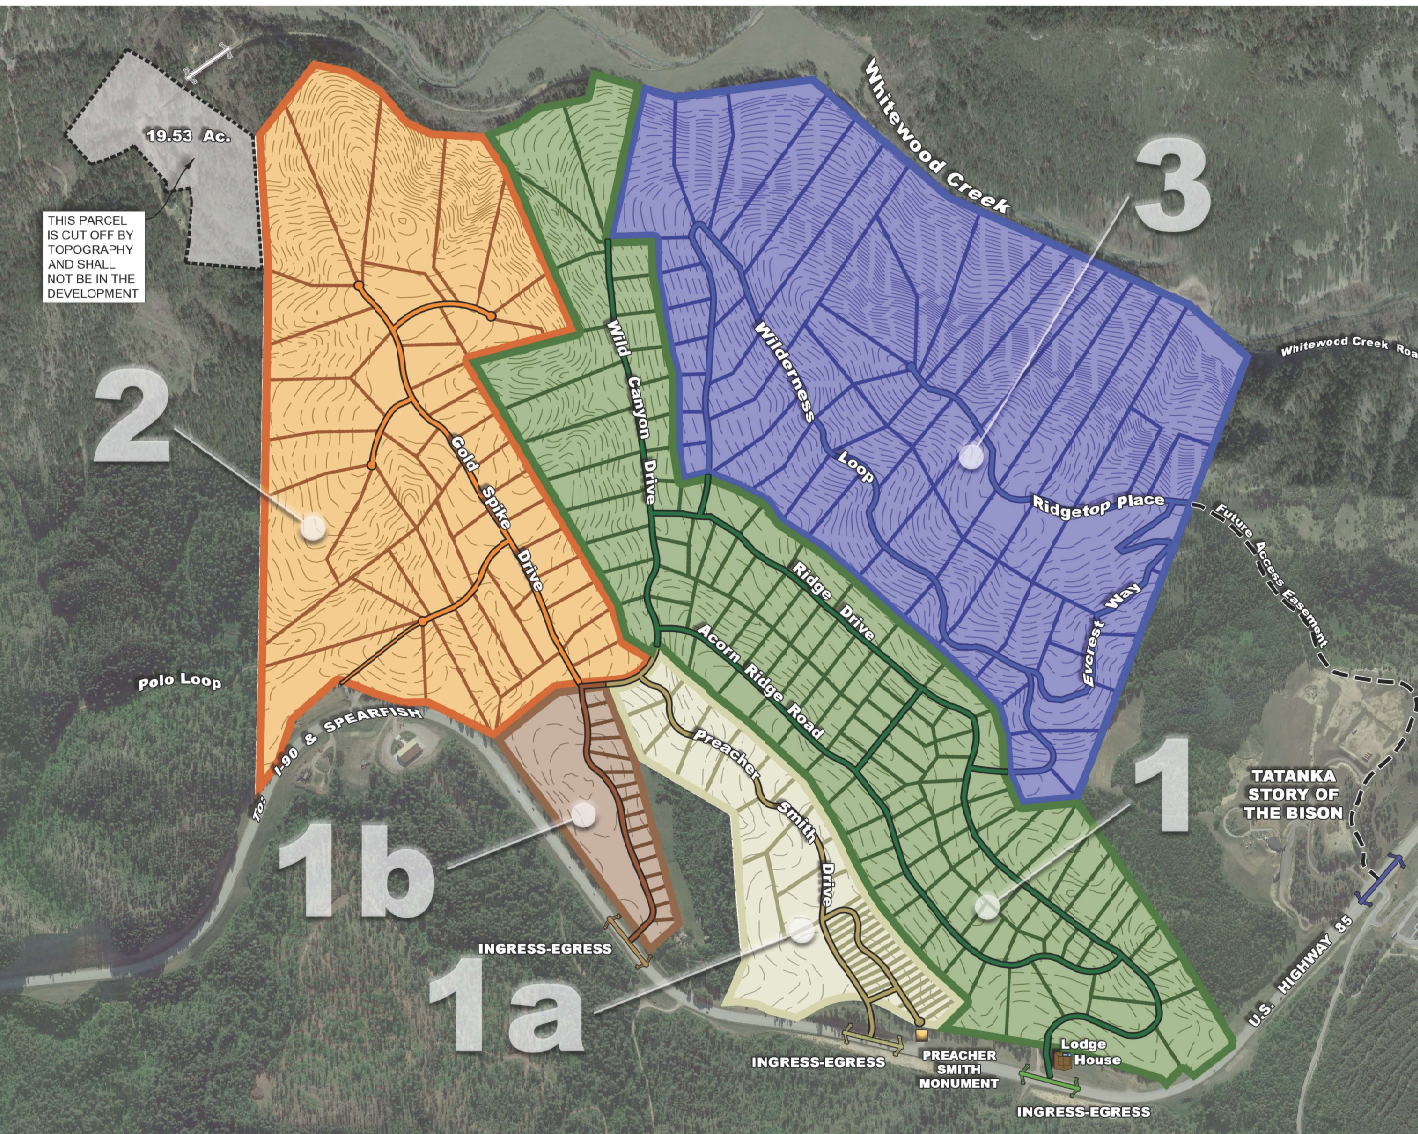 Whitewood Creek
19.53 Ac.
3
THIS PARCEL
IS CUT OFF BY
TOPOGRAPHY
AND SHALL
NOT BE IN THE
DEVELOPMENT
Whitewood Creek Roa
2
Wild Canyon Drive
Wilderness Loop
Gold Spike Drive
Ridgetop Place
Future Access Easement
Ridge Drive
Evcrest Way
Acorn Ridge Road
Polo Loop
TO: I-90 & SPEARFISH
Preacher Smith Drive
1
TATANKA
STORY OF
THE BISON
1b
INGRESS-EGRESS
1a
U.S. HIGHWAY 85
INGRESS-EGRESS
PREACHER
SMITH
MONUMENT
Lodge
House
INGRESS-EGRESS